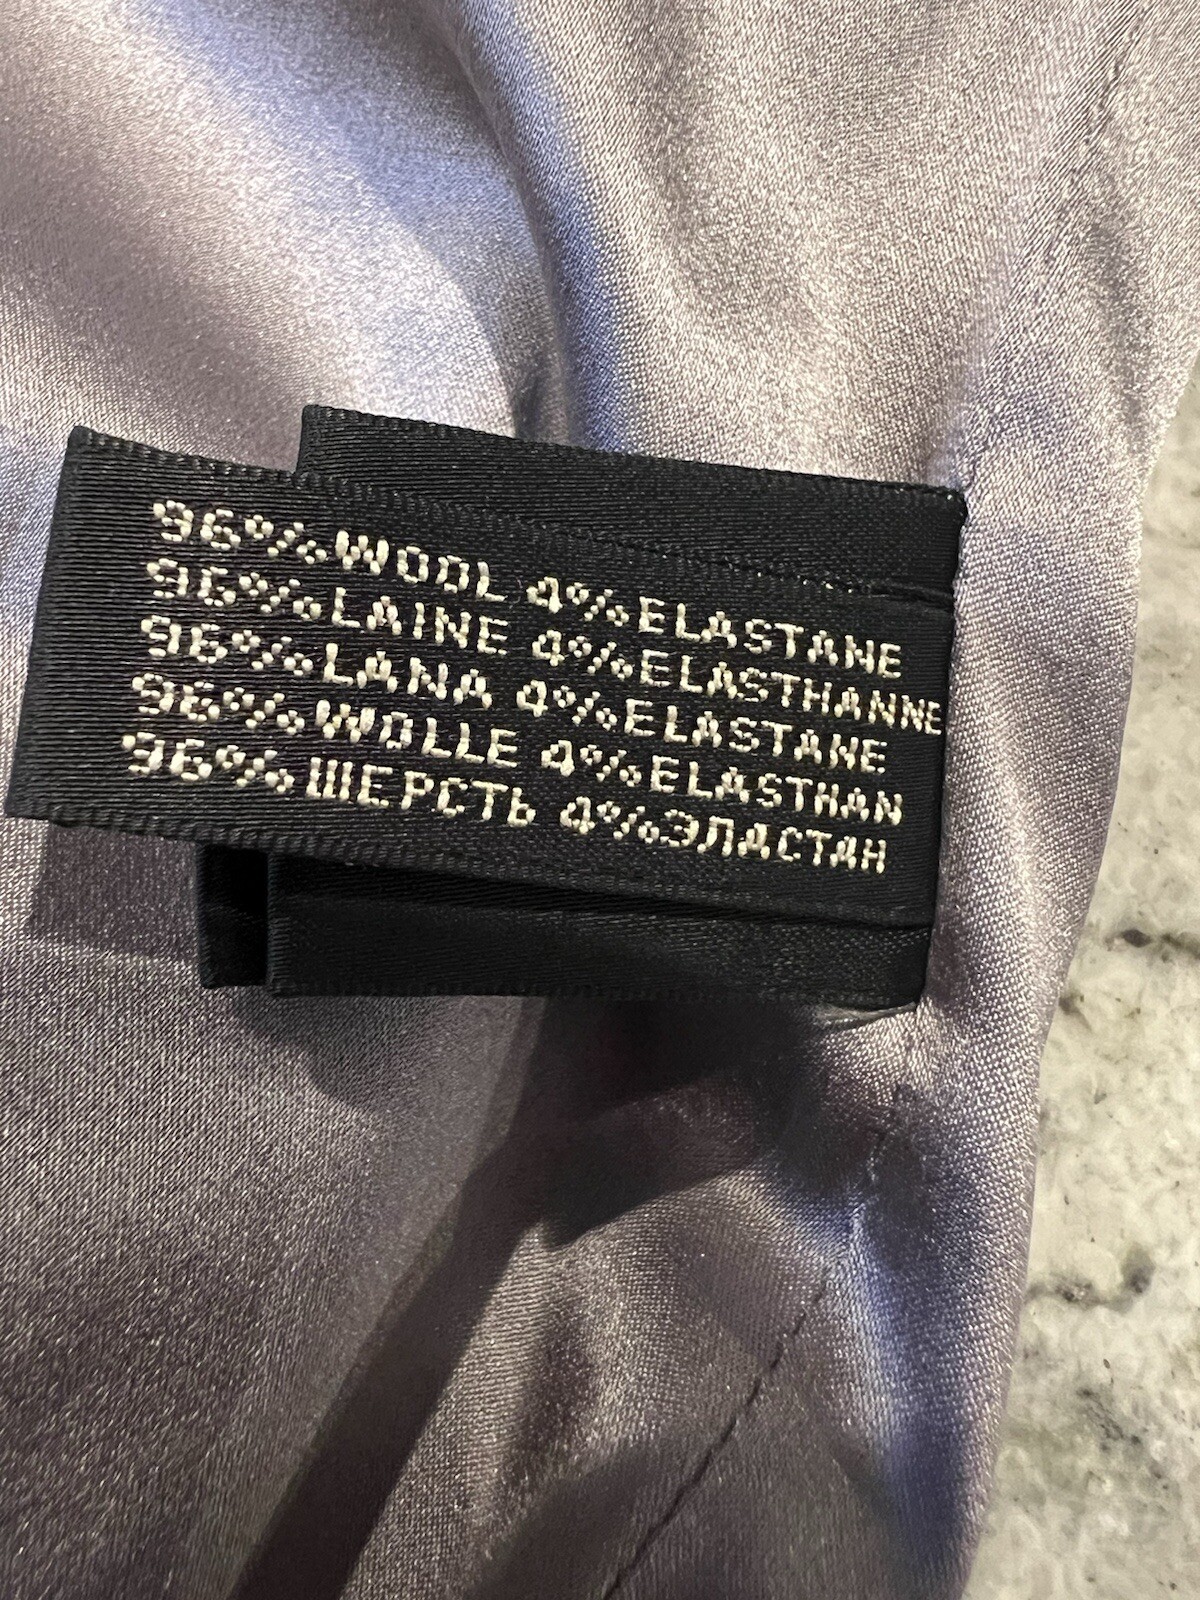 96%WOOL 4%ELASTANE
96%LAINE 4%ELASTHANNE
96%LANA 4%ELASTANE
96%WOLLE 4%ELASTHAN
96%ШЕРСТЬ 4%ЭЛАСТАН